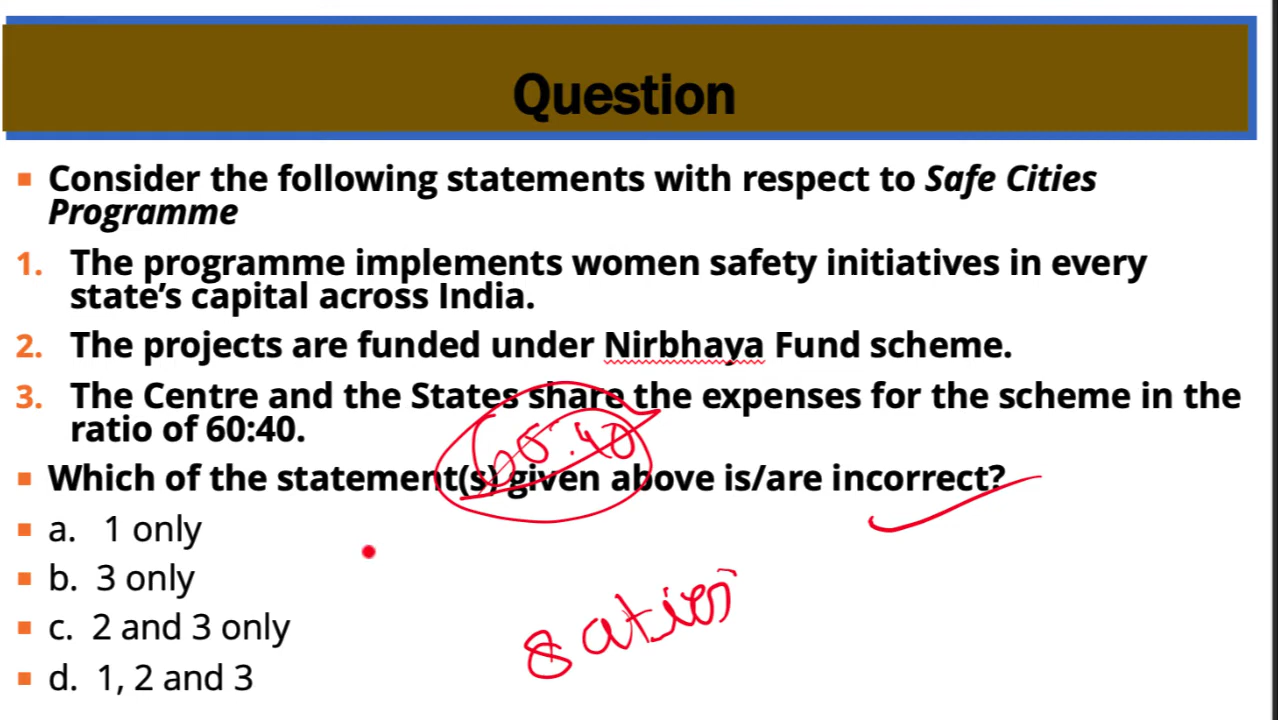 Question
Consider the following statements with respect to Safe Cities
Programme
1. The programme implements women safety initiatives in every
state's capital across India.
2. The projects are funded under Nirbhaya Fund scheme.
3. The Centre and the States share the expenses for the scheme in the
ratio of 60:40.
60:40
Which of the statement(s) given above is/are incorrect?
a. 1 only
b. 3 only
c. 2 and 3 only
8 cities
d. 1, 2 and 3